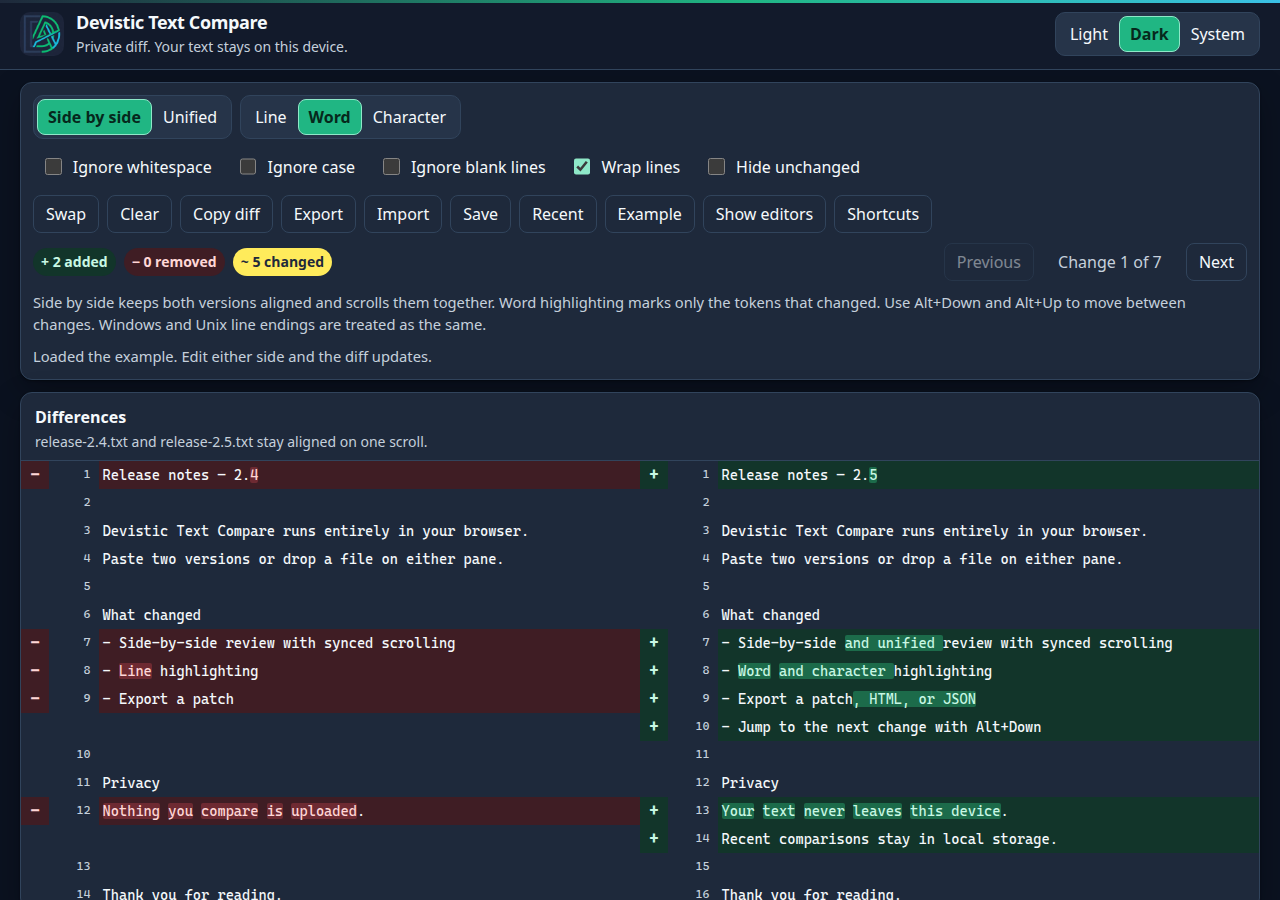 Devistic Text Compare
Private diff. Your text stays on this device.
Light Dark System
Side by side Unified Line Word Character
Ignore whitespace Ignore case Ignore blank lines Wrap lines Hide unchanged
Swap Clear Copy diff Export Import Save Recent Example Show editors Shortcuts
+ 2 added − 0 removed ~ 5 changed Previous Change 1 of 7 Next
Side by side keeps both versions aligned and scrolls them together. Word highlighting marks only the tokens that changed. Use Alt+Down and Alt+Up to move between
changes. Windows and Unix line endings are treated as the same.
Loaded the example. Edit either side and the diff updates.
Differences
release-2.4.txt and release-2.5.txt stay aligned on one scroll.
− 1 Release notes — 2.4 + 1 Release notes — 2.5
2 2
3 Devistic Text Compare runs entirely in your browser. 3 Devistic Text Compare runs entirely in your browser.
4 Paste two versions or drop a file on either pane. 4 Paste two versions or drop a file on either pane.
5 5
6 What changed 6 What changed
− 7 - Side-by-side review with synced scrolling + 7 - Side-by-side and unified review with synced scrolling
− 8 - Line highlighting + 8 - Word and character highlighting
− 9 - Export a patch + 9 - Export a patch, HTML, or JSON
+ 10 - Jump to the next change with Alt+Down
10 11
11 Privacy 12 Privacy
− 12 Nothing you compare is uploaded. + 13 Your text never leaves this device.
+ 14 Recent comparisons stay in local storage.
13 15
14 Thank you for reading. 16 Thank you for reading.